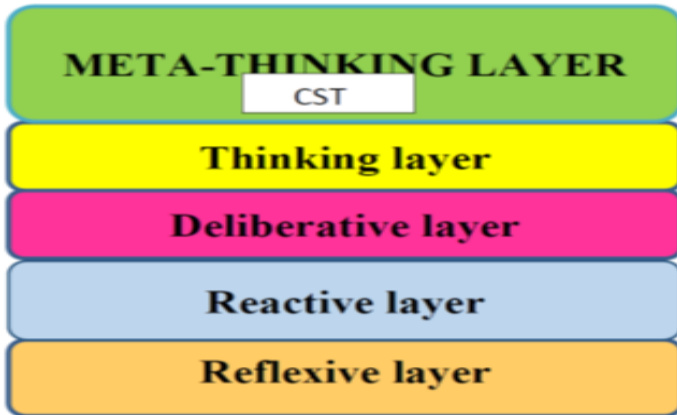 META-THINKING LAYER
CST
Thinking layer
Deliberative layer
Reactive layer
Reflexive layer